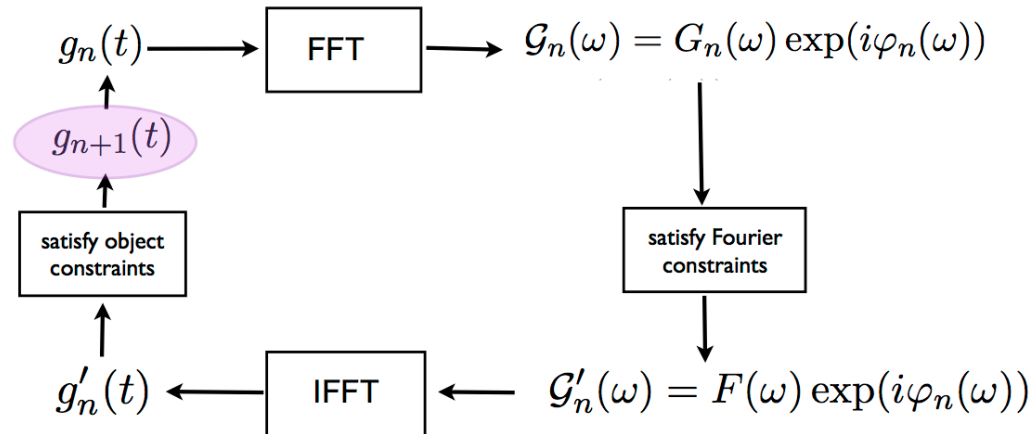 g_n(t)
FFT
𝒢_n(ω) = G_n(ω) exp(iφ_n(ω))
g_{n+1}(t)
satisfy object
constraints
satisfy Fourier
constraints
g'_n(t)
IFFT
𝒢'_n(ω) = F(ω) exp(iφ_n(ω))